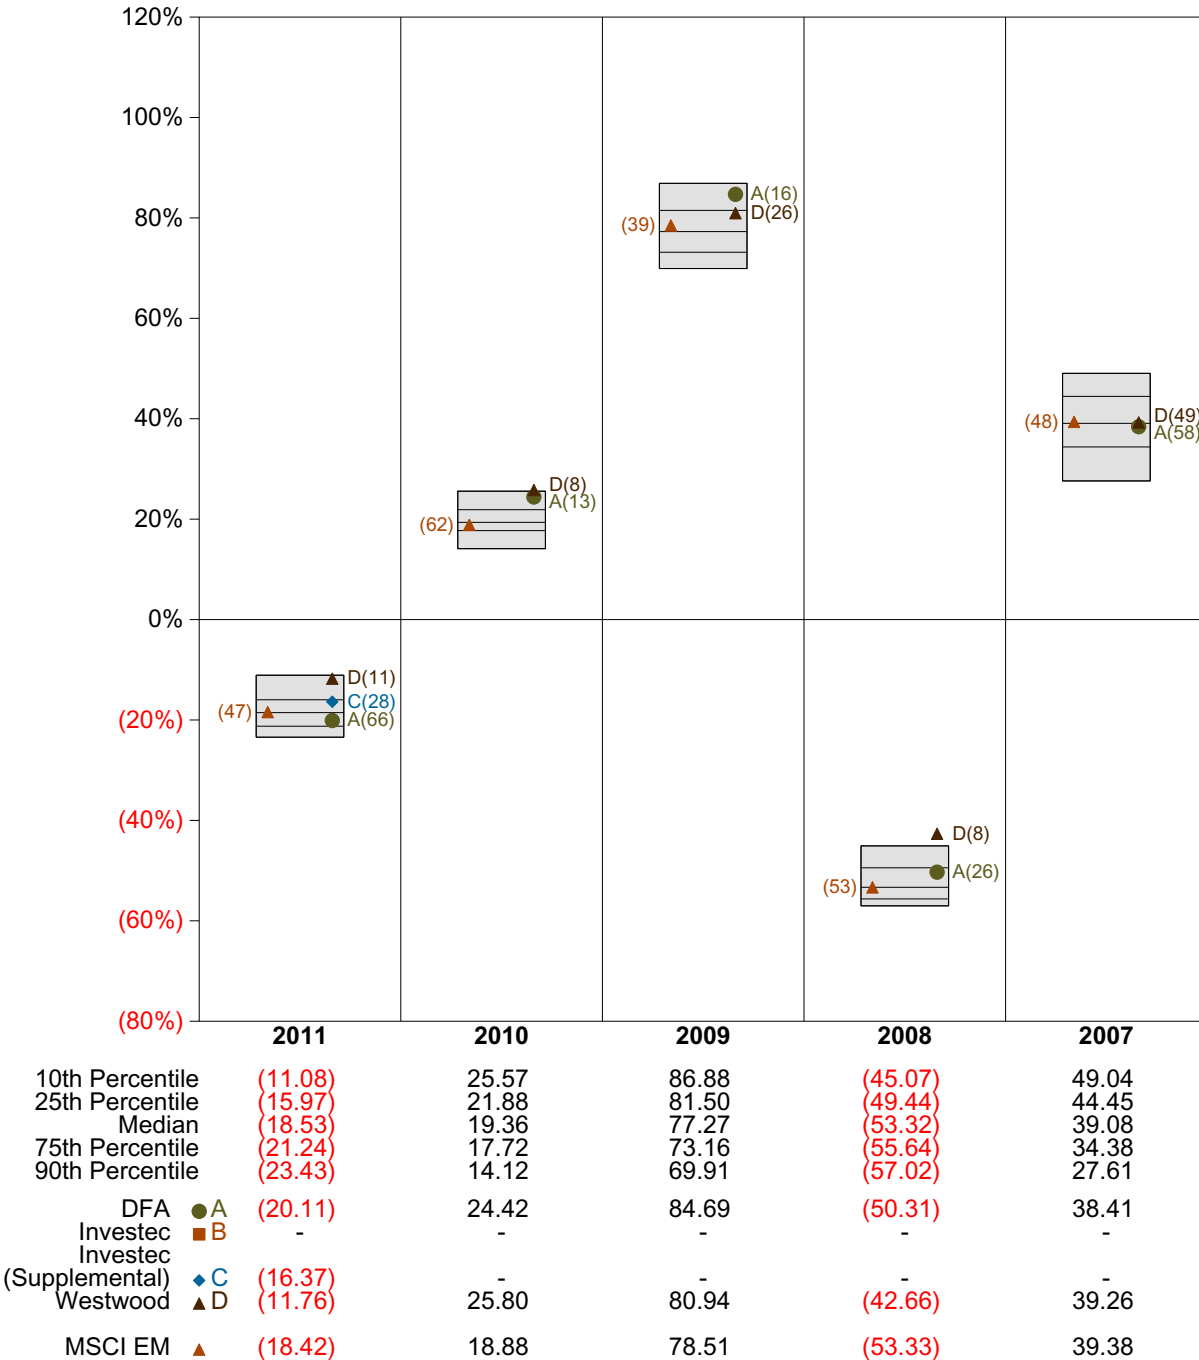 120%
100%
80%
60%
40%
20%
0%
(20%)
(40%)
(60%)
(80%)
(47)
D(11)
C(28)
A(66)
(62)
D(8)
A(13)
(39)
A(16)
D(26)
(53)
D(8)
A(26)
(48)
D(49)
A(58)
2011 2010 2009 2008 2007
10th Percentile (11.08) 25.57 86.88 (45.07) 49.04
25th Percentile (15.97) 21.88 81.50 (49.44) 44.45
Median (18.53) 19.36 77.27 (53.32) 39.08
75th Percentile (21.24) 17.72 73.16 (55.64) 34.38
90th Percentile (23.43) 14.12 69.91 (57.02) 27.61
DFA A (20.11) 24.42 84.69 (50.31) 38.41
Investec B - - - - -
Investec
(Supplemental) C (16.37) - - - -
Westwood D (11.76) 25.80 80.94 (42.66) 39.26
MSCI EM (18.42) 18.88 78.51 (53.33) 39.38